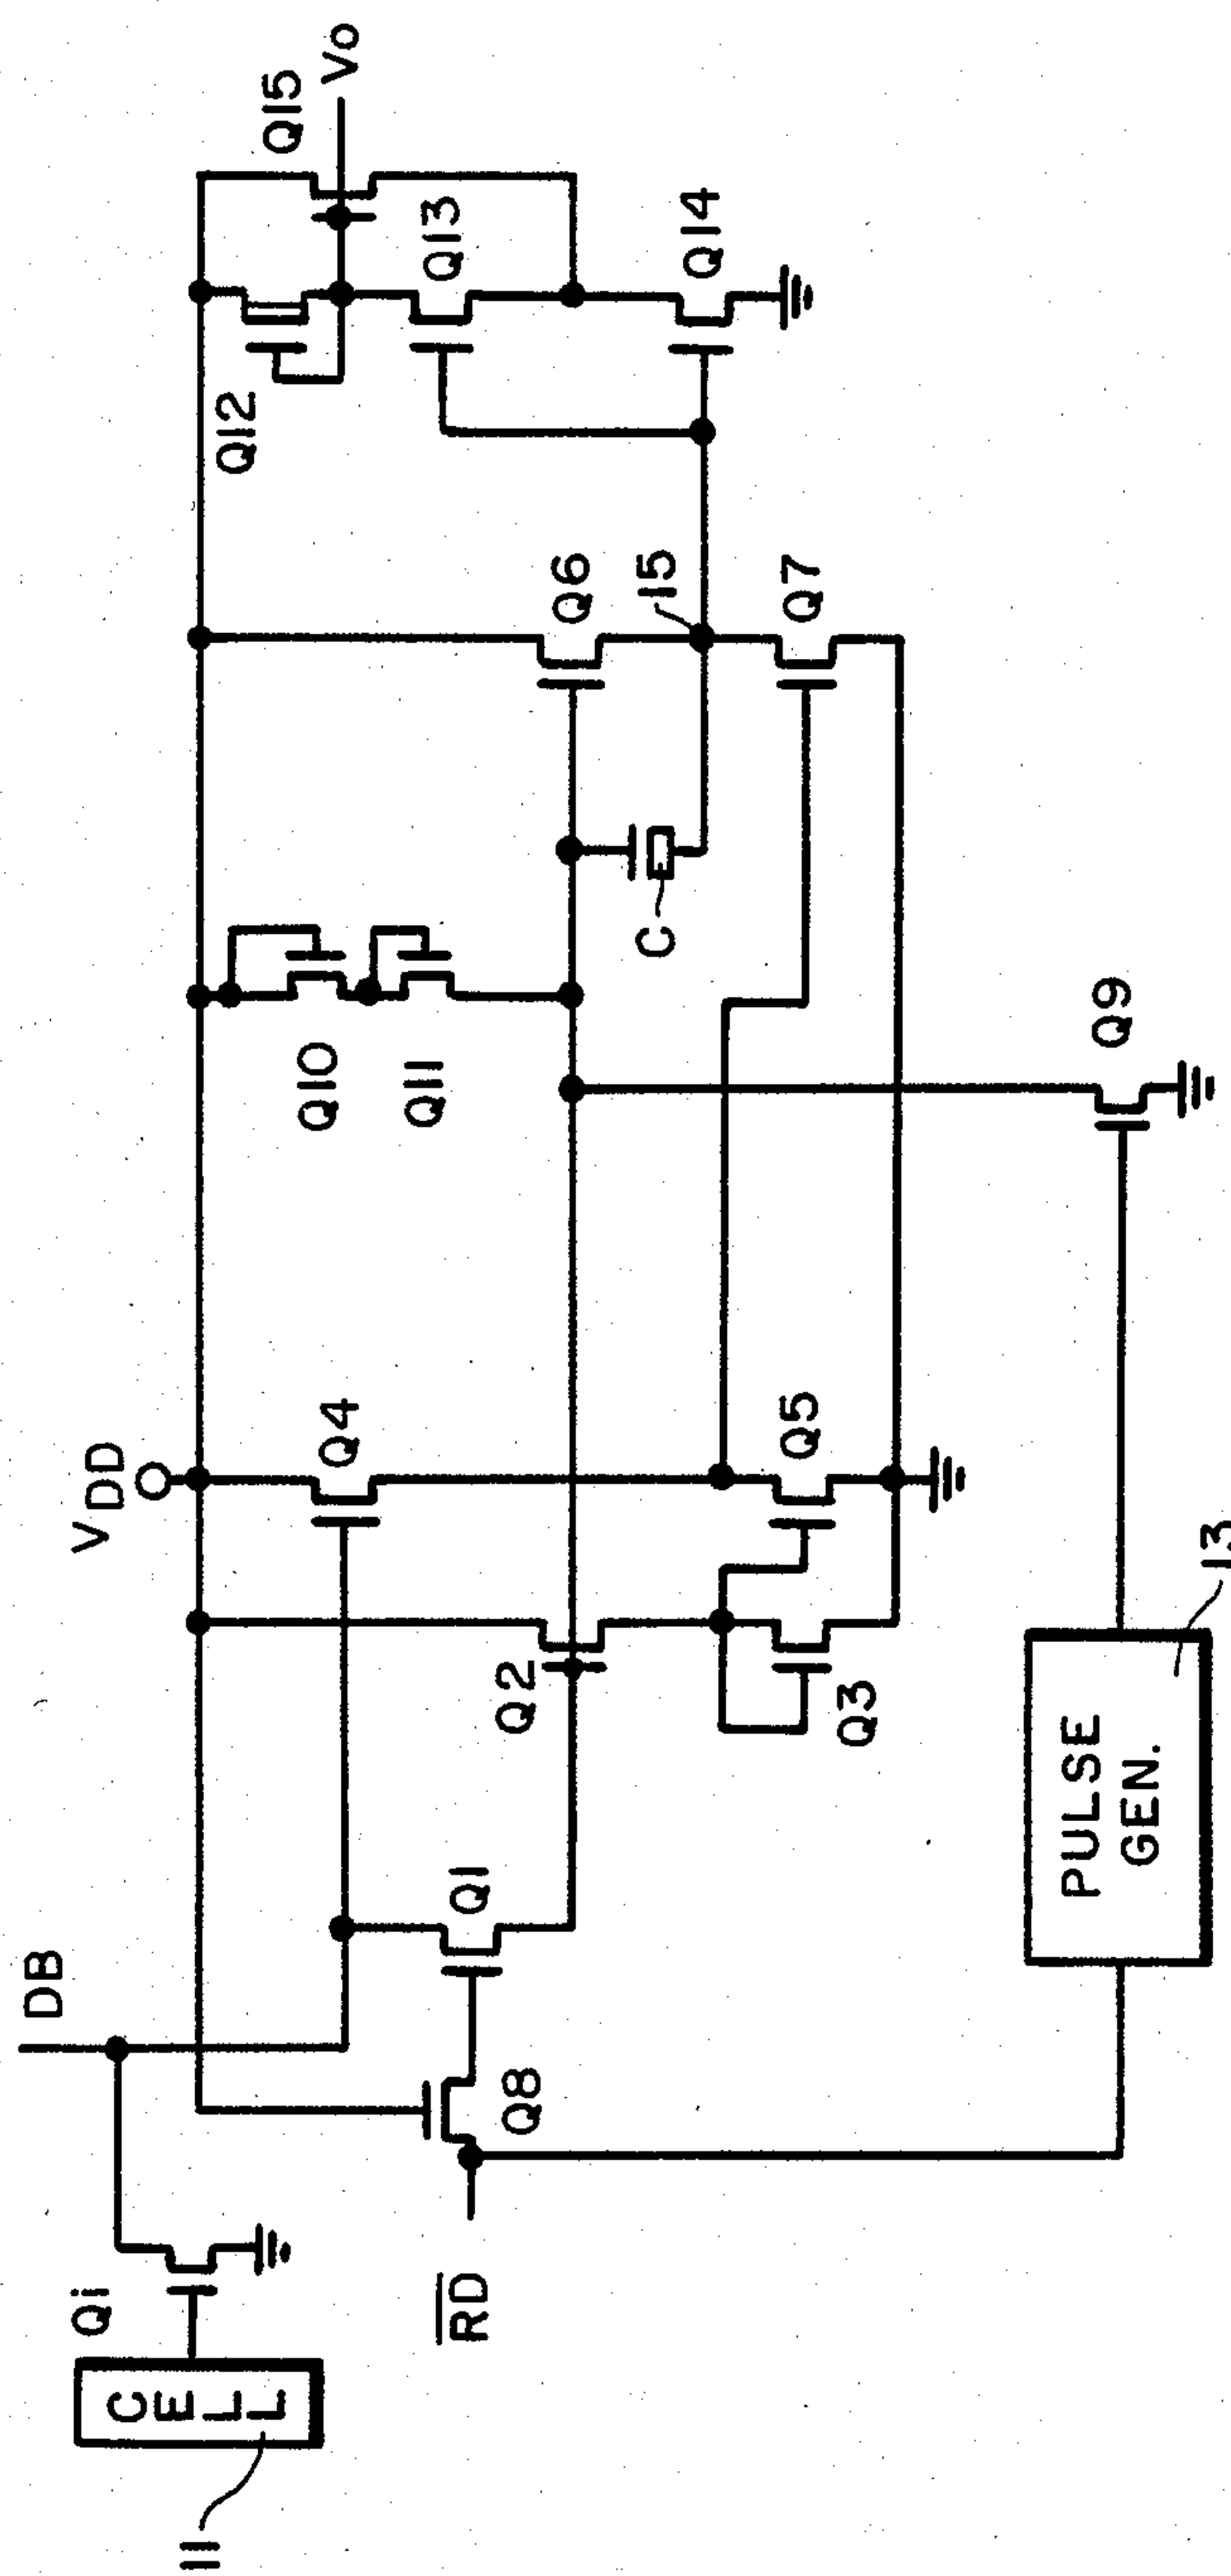 11
CELL
Qi
DB
RD
Q8
Q1
Q2
Q3
VDD
Q4
Q5
PULSE
GEN.
13
Q9
Q10
Q11
C
Q6
15
Q7
Q12
Q13
Q14
Q15
Vo